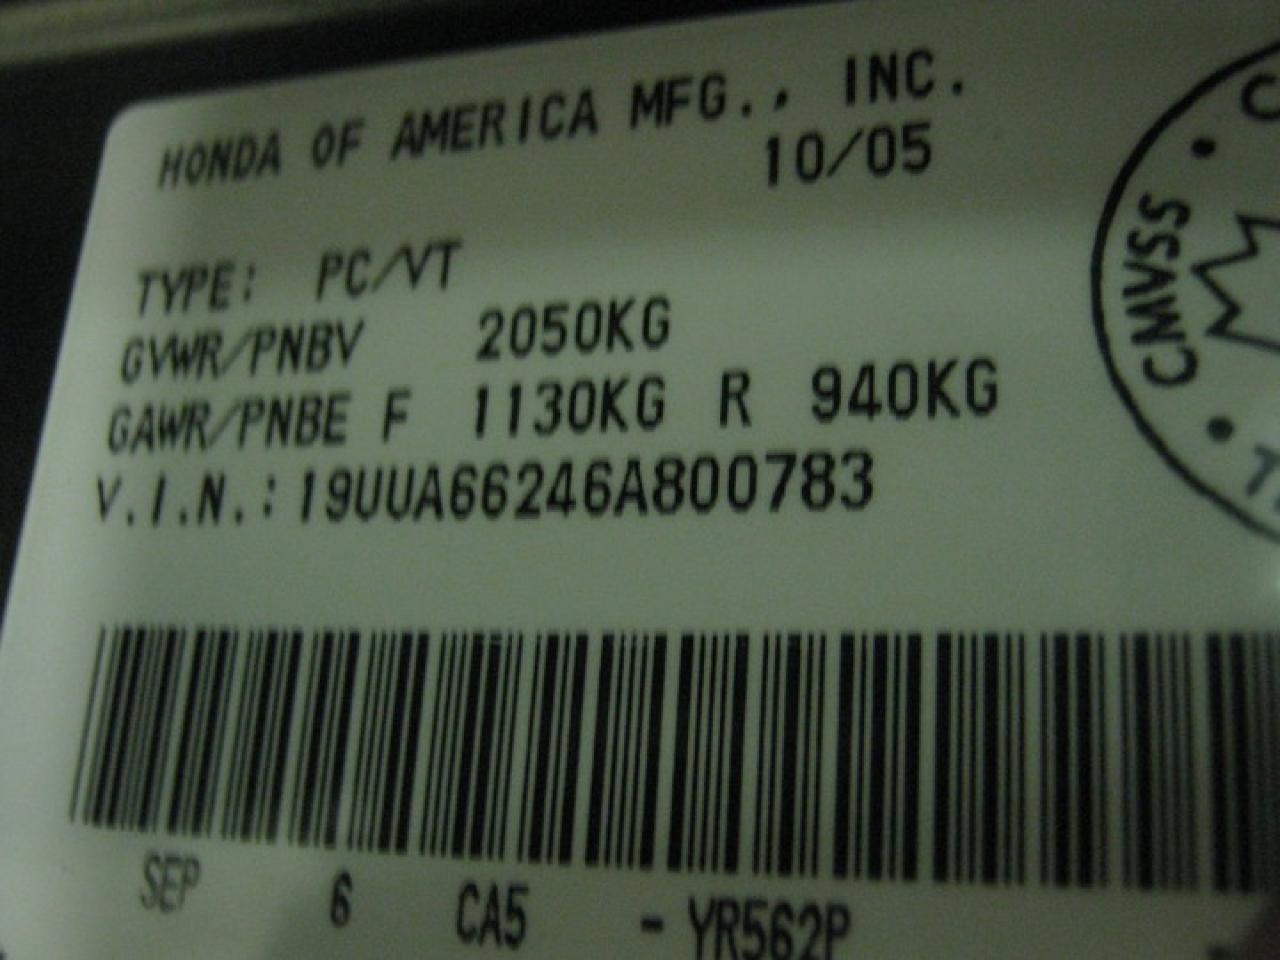 HONDA OF AMERICA MFG., INC.
10/05
TYPE: PC/VT
GVWR/PNBV 2050KG
GAWR/PNBE F 1130KG R 940KG
V.I.N.: 19UUA66246A800783
CMVSS
SEP 6 CA5 - YR562P